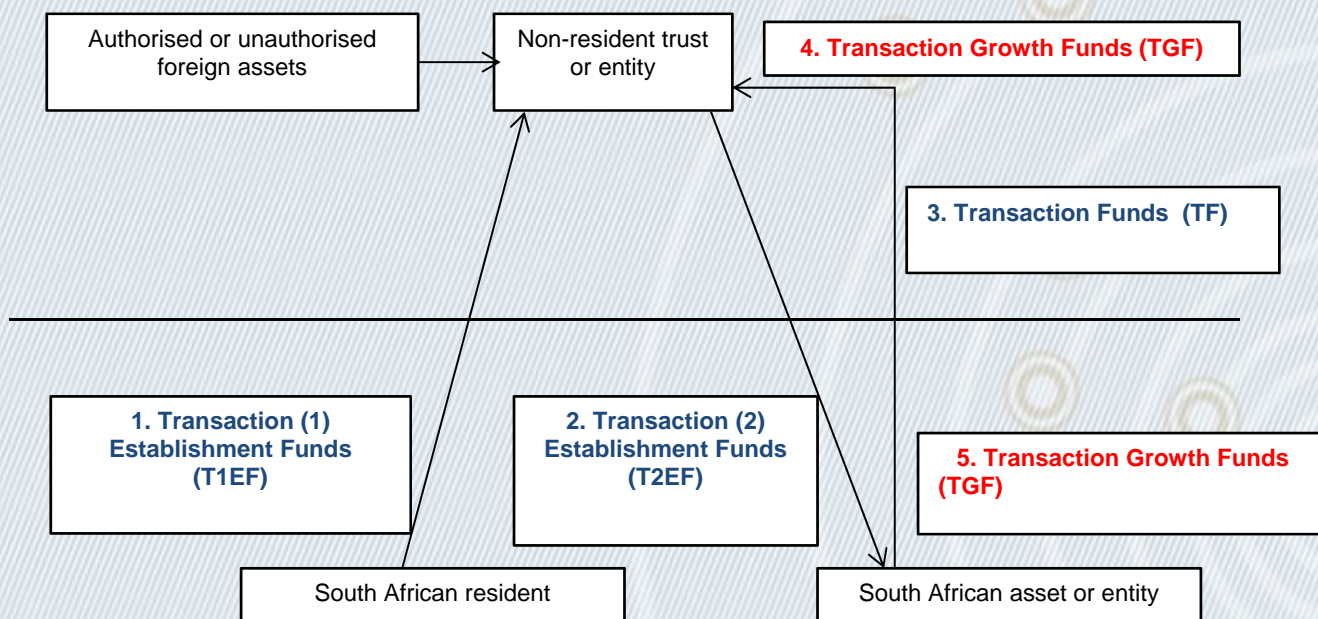 Authorised or unauthorised
foreign assets
Non-resident trust
or entity
4. Transaction Growth Funds (TGF)
3. Transaction Funds (TF)
1. Transaction (1)
Establishment Funds
(T1EF)
2. Transaction (2)
Establishment Funds
(T2EF)
5. Transaction Growth Funds
(TGF)
South African resident
South African asset or entity